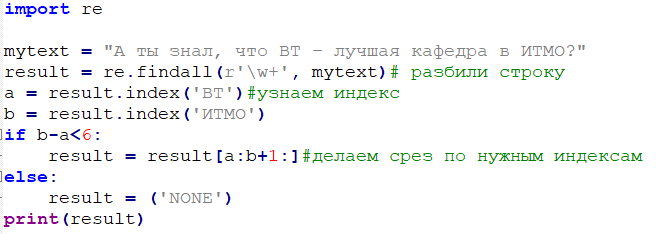 import re
mytext = "А ты знал, что ВТ – лучшая кафедра в ИТМО?"
result = re.findall(r'\w+', mytext)# разбили строку
a = result.index('ВТ')#узнаем индекс
b = result.index('ИТМО')
if b-a<6:
    result = result[a:b+1:]#делаем срез по нужным индексам
else:
    result = ('NONE')
print(result)